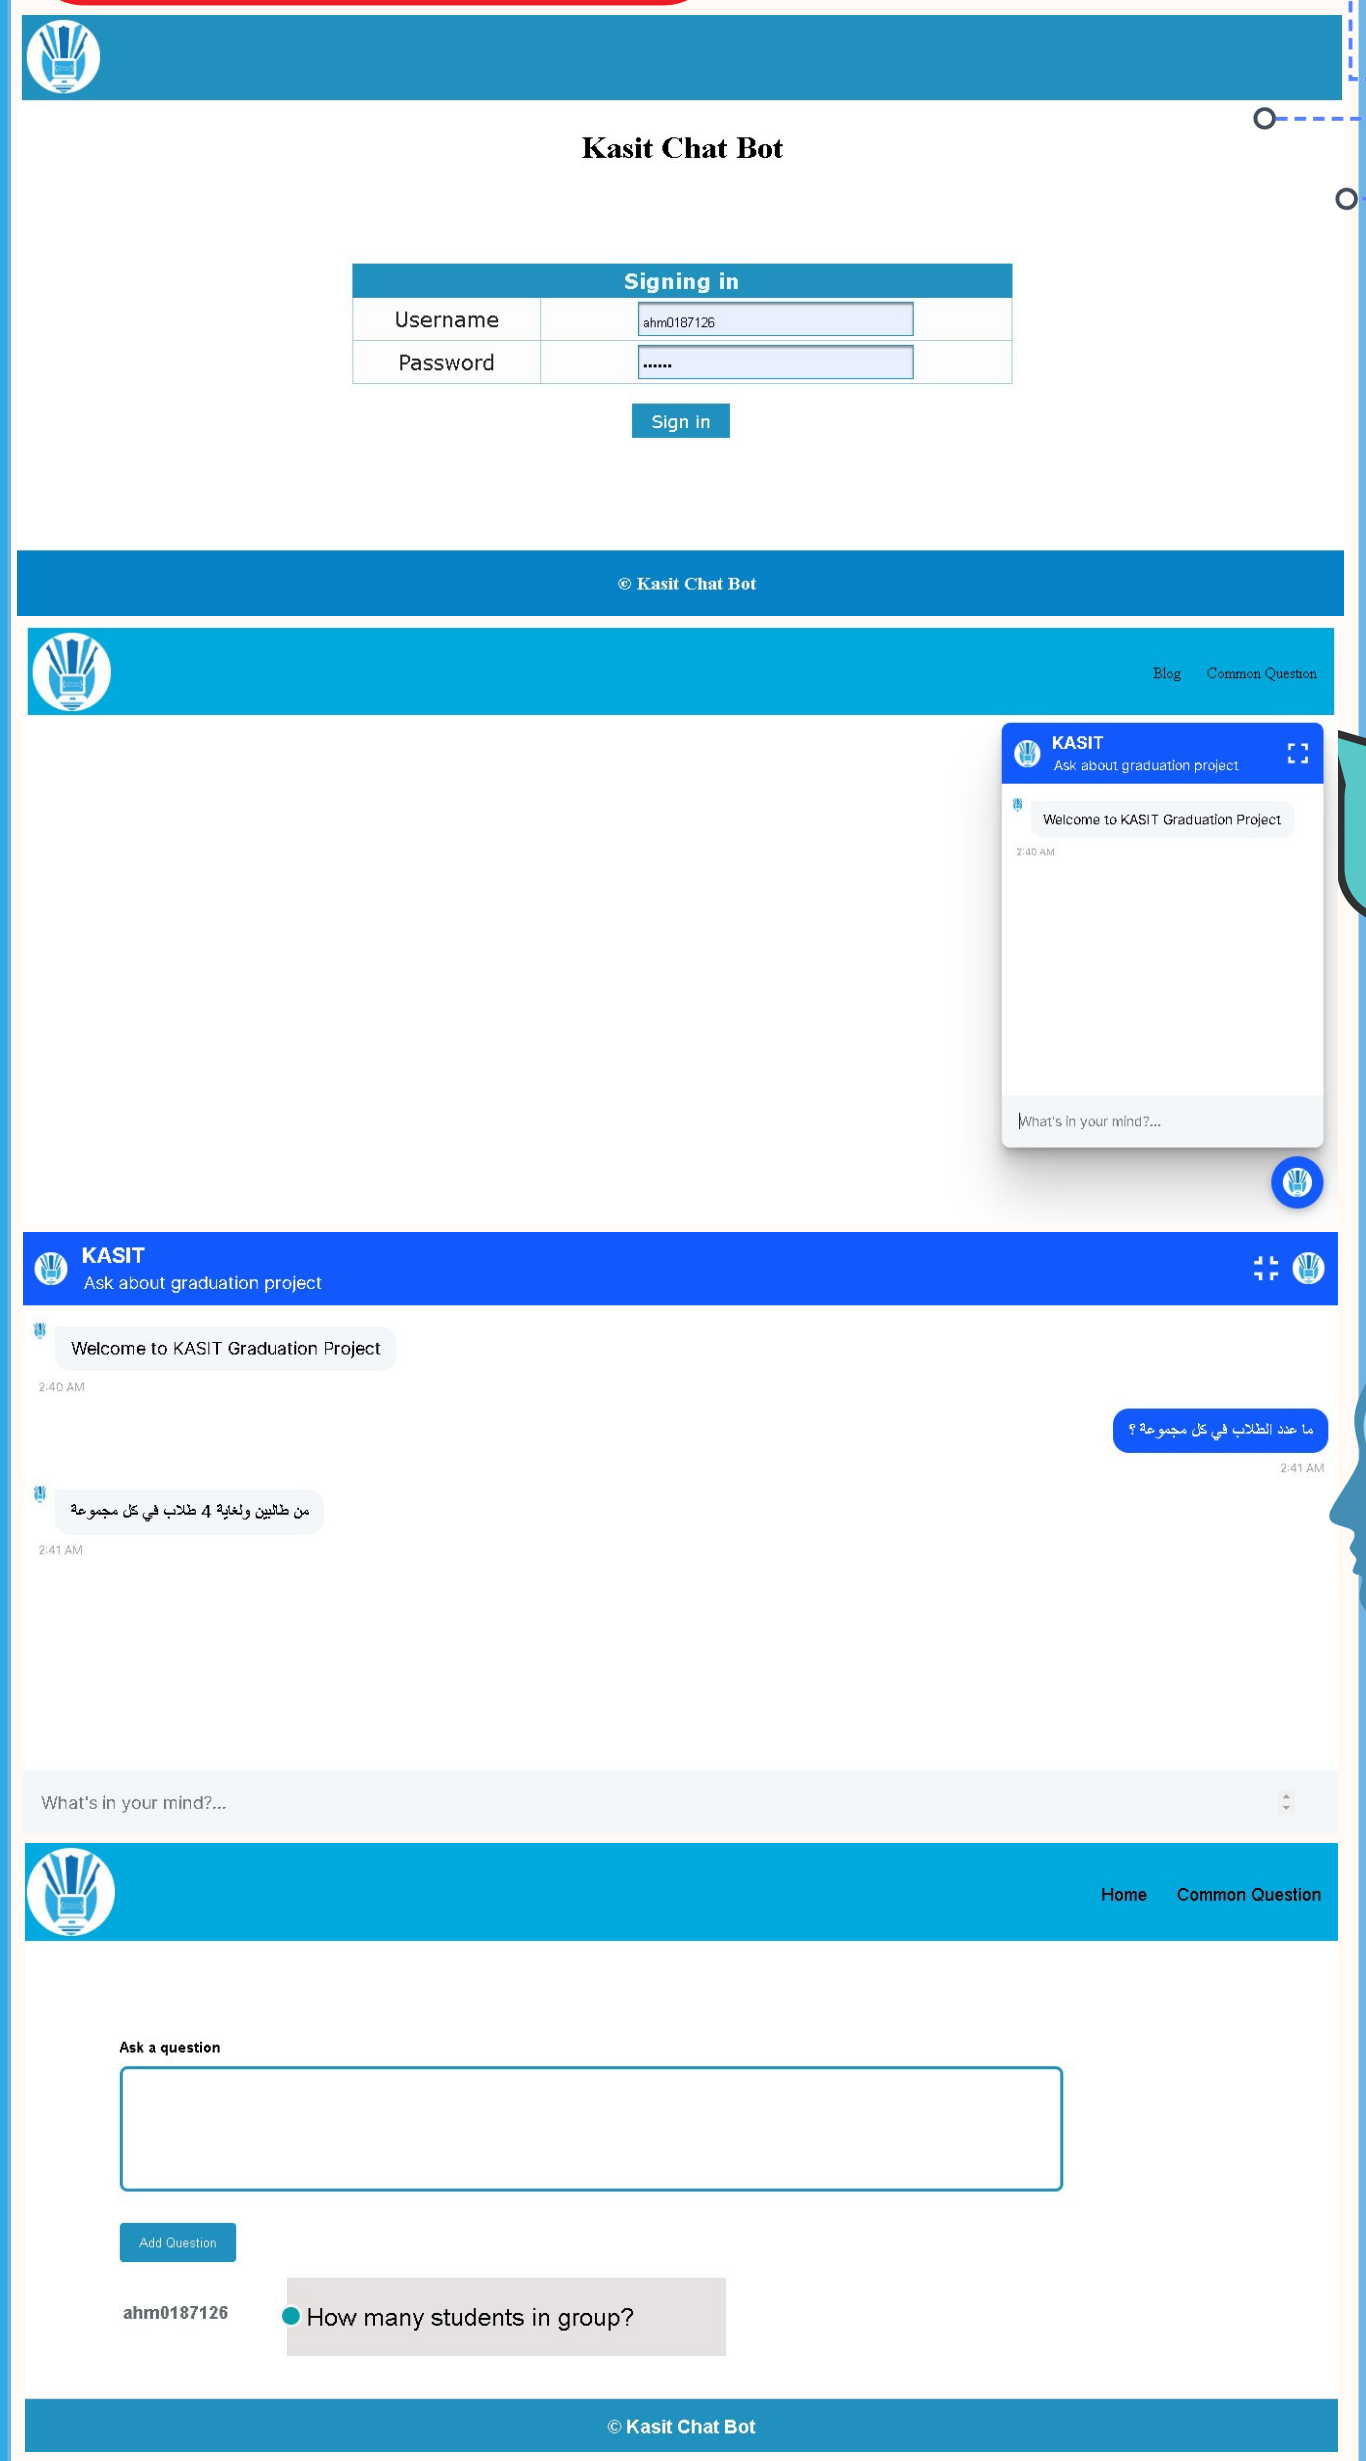 Kasit Chat Bot
Signing in
Username
ahm0187126
Password
••••••
Sign in
© Kasit Chat Bot
Blog Common Question
KASIT
Ask about graduation project
Welcome to KASIT Graduation Project
2:40 AM
What's in your mind?...
KASIT
Ask about graduation project
Welcome to KASIT Graduation Project
2:40 AM
ما عدد الطلاب في كل مجموعة ؟
2:41 AM
من طالبين ولغاية 4 طلاب في كل مجموعة
2:41 AM
What's in your mind?...
Home Common Question
Ask a question
Add Question
ahm0187126
How many students in group?
© Kasit Chat Bot